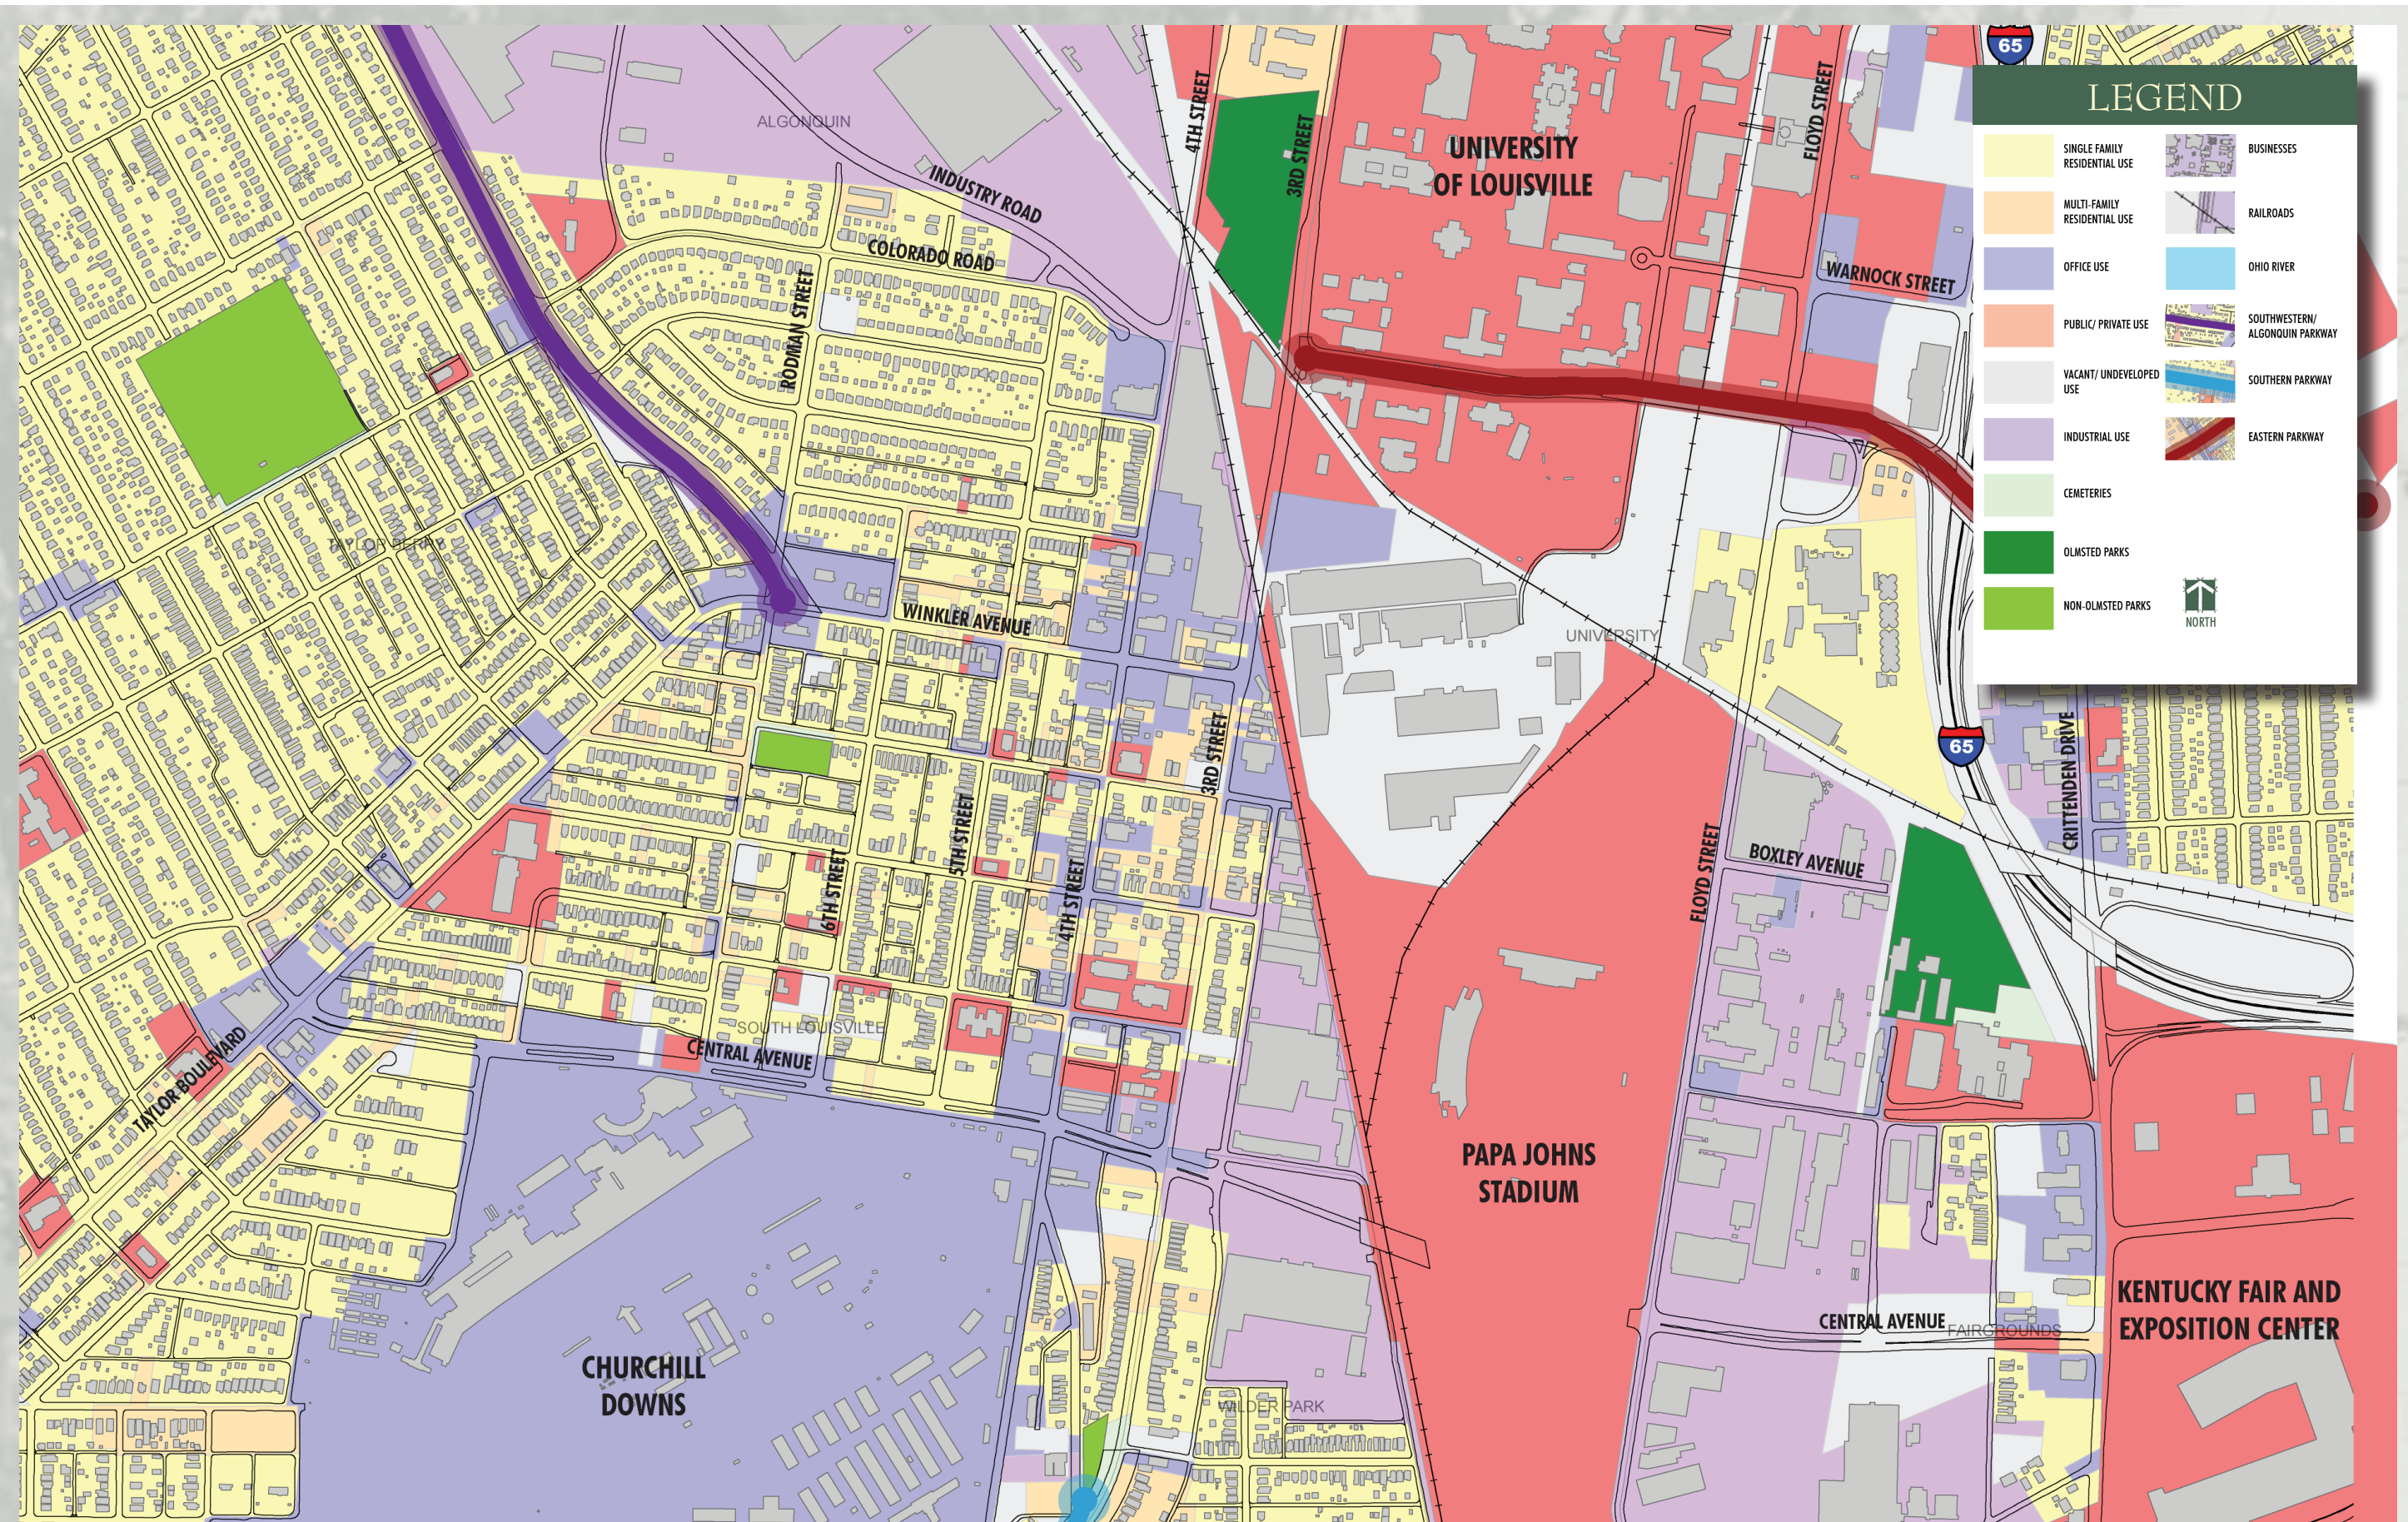 65
LEGEND
SINGLE FAMILY
RESIDENTIAL USE
MULTI-FAMILY
RESIDENTIAL USE
OFFICE USE
PUBLIC/ PRIVATE USE
VACANT/ UNDEVELOPED
USE
INDUSTRIAL USE
CEMETERIES
OLMSTED PARKS
NON-OLMSTED PARKS
BUSINESSES
RAILROADS
OHIO RIVER
SOUTHWESTERN/
ALGONQUIN PARKWAY
SOUTHERN PARKWAY
EASTERN PARKWAY
NORTH
ALGONQUIN
INDUSTRY ROAD
COLORADO ROAD
RODMAN STREET
4TH STREET
3RD STREET
UNIVERSITY
OF LOUISVILLE
FLOYD STREET
WARNOCK STREET
TAYLOR BERRY
WINKLER AVENUE
UNIVERSITY
3RD STREET
65
CRITTENDEN DRIVE
5TH STREET
6TH STREET
4TH STREET
FLOYD STREET
BOXLEY AVENUE
SOUTH LOUISVILLE
CENTRAL AVENUE
TAYLOR BOULEVARD
PAPA JOHNS
STADIUM
KENTUCKY FAIR AND
EXPOSITION CENTER
CENTRAL AVENUE
FAIRGROUNDS
CHURCHILL
DOWNS
WILDER PARK